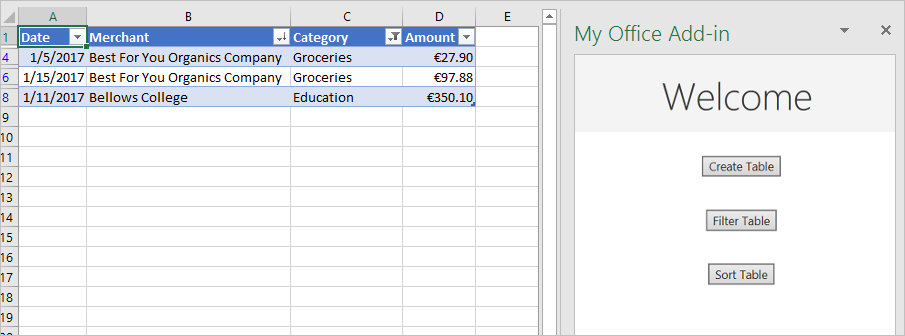 A B C D E
1 Date Merchant Category Amount
4 1/5/2017 Best For You Organics Company Groceries €27.90
6 1/15/2017 Best For You Organics Company Groceries €97.88
8 1/11/2017 Bellows College Education €350.10
9
10
11
12
13
14
15
16
17
18
19
My Office Add-in
Welcome
Create Table
Filter Table
Sort Table